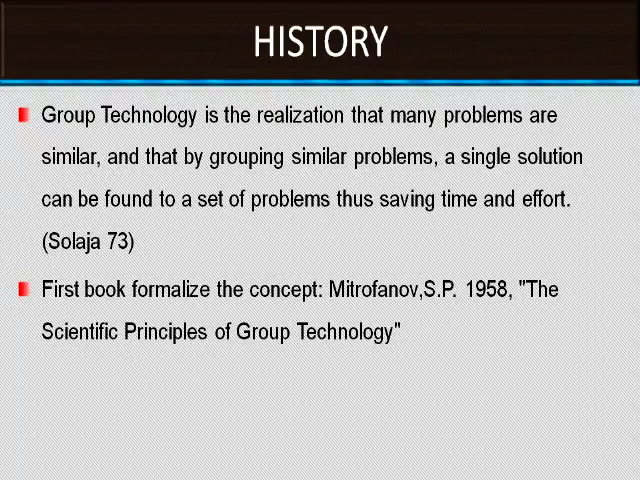 HISTORY
Group Technology is the realization that many problems are
similar, and that by grouping similar problems, a single solution
can be found to a set of problems thus saving time and effort.
(Solaja 73)
First book formalize the concept: Mitrofanov,S.P. 1958, "The
Scientific Principles of Group Technology"